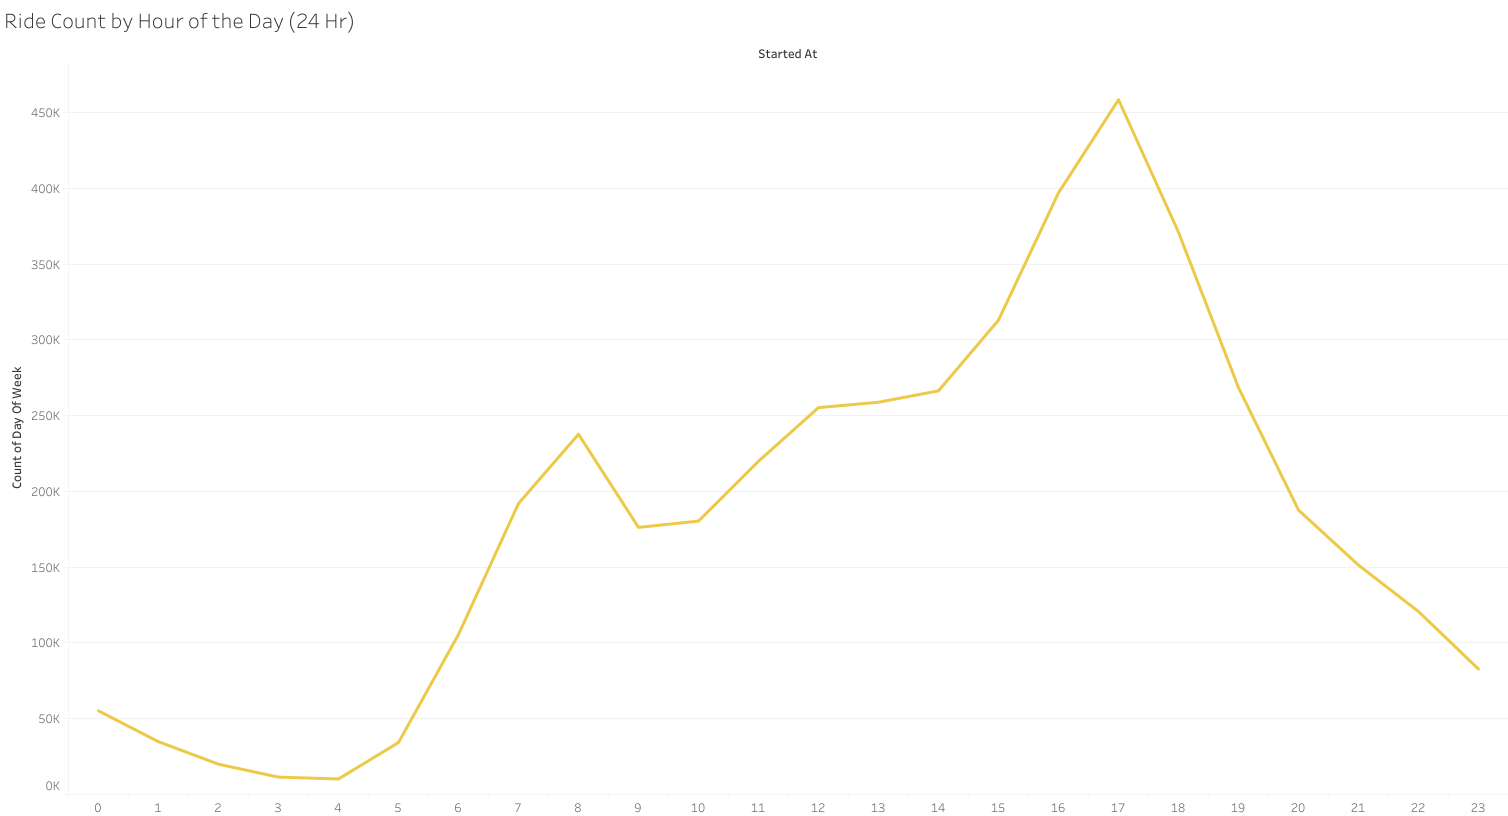 Ride Count by Hour of the Day (24 Hr)
Started At
Count of Day Of Week
450K
400K
350K
300K
250K
200K
150K
100K
50K
0K
0 1 2 3 4 5 6 7 8 9 10 11 12 13 14 15 16 17 18 19 20 21 22 23